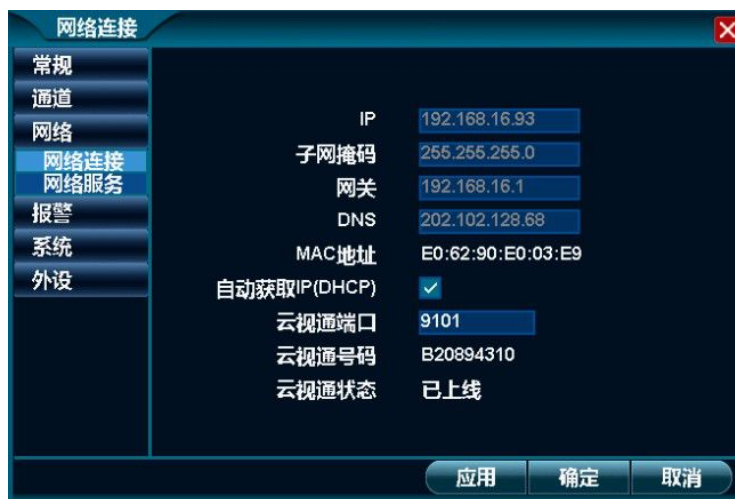 网络连接
常规
通道
网络
网络连接
网络服务
报警
系统
外设
IP 192.168.16.93
子网掩码 255.255.255.0
网关 192.168.16.1
DNS 202.102.128.68
MAC地址 E0:62:90:E0:03:E9
自动获取IP(DHCP)
云视通端口 9101
云视通号码 B20894310
云视通状态 已上线
应用 确定 取消